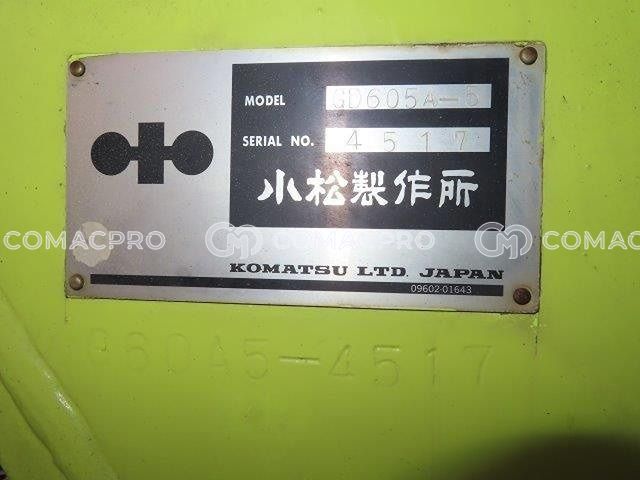 MODEL GD605A-5
SERIAL NO. 4517
小松製作所
KOMATSU LTD. JAPAN
09602-01643
COMACPRO COMACPRO COMACPRO
A5-4517